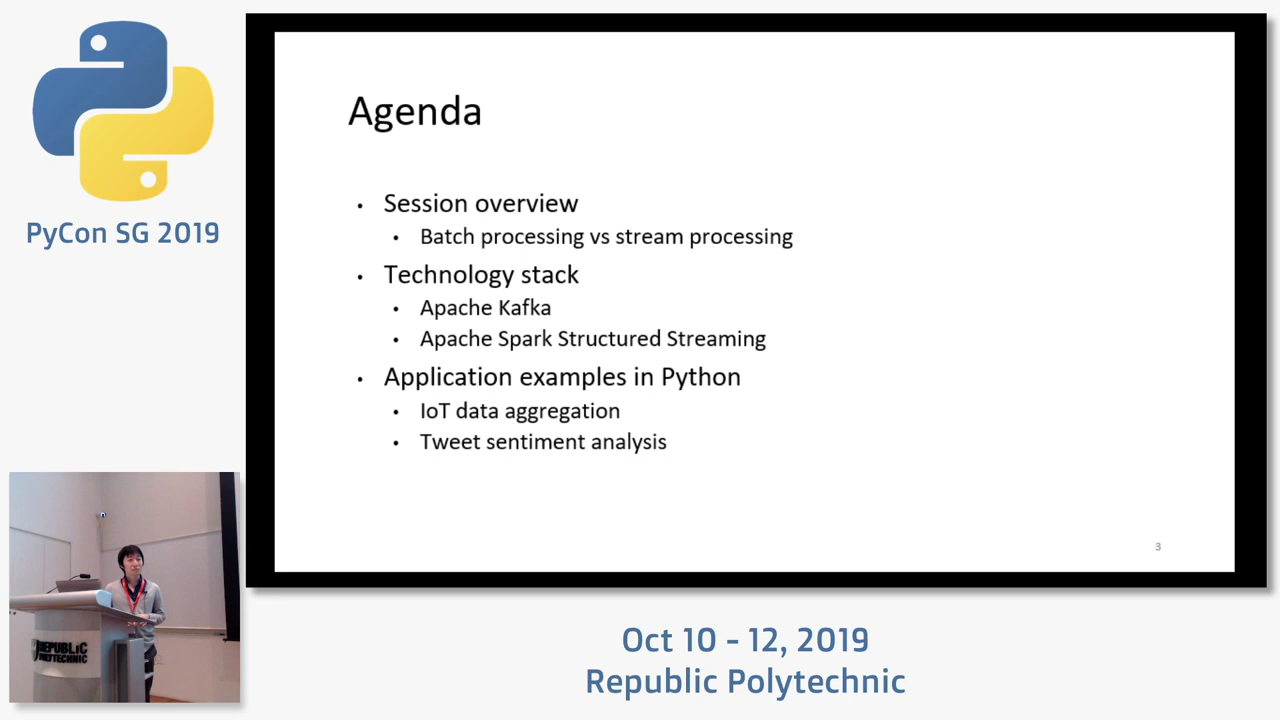 PyCon SG 2019
Agenda
• Session overview
• Batch processing vs stream processing
• Technology stack
• Apache Kafka
• Apache Spark Structured Streaming
• Application examples in Python
• IoT data aggregation
• Tweet sentiment analysis
3
REPUBLIC
POLYTECHNIC
Oct 10 - 12, 2019
Republic Polytechnic